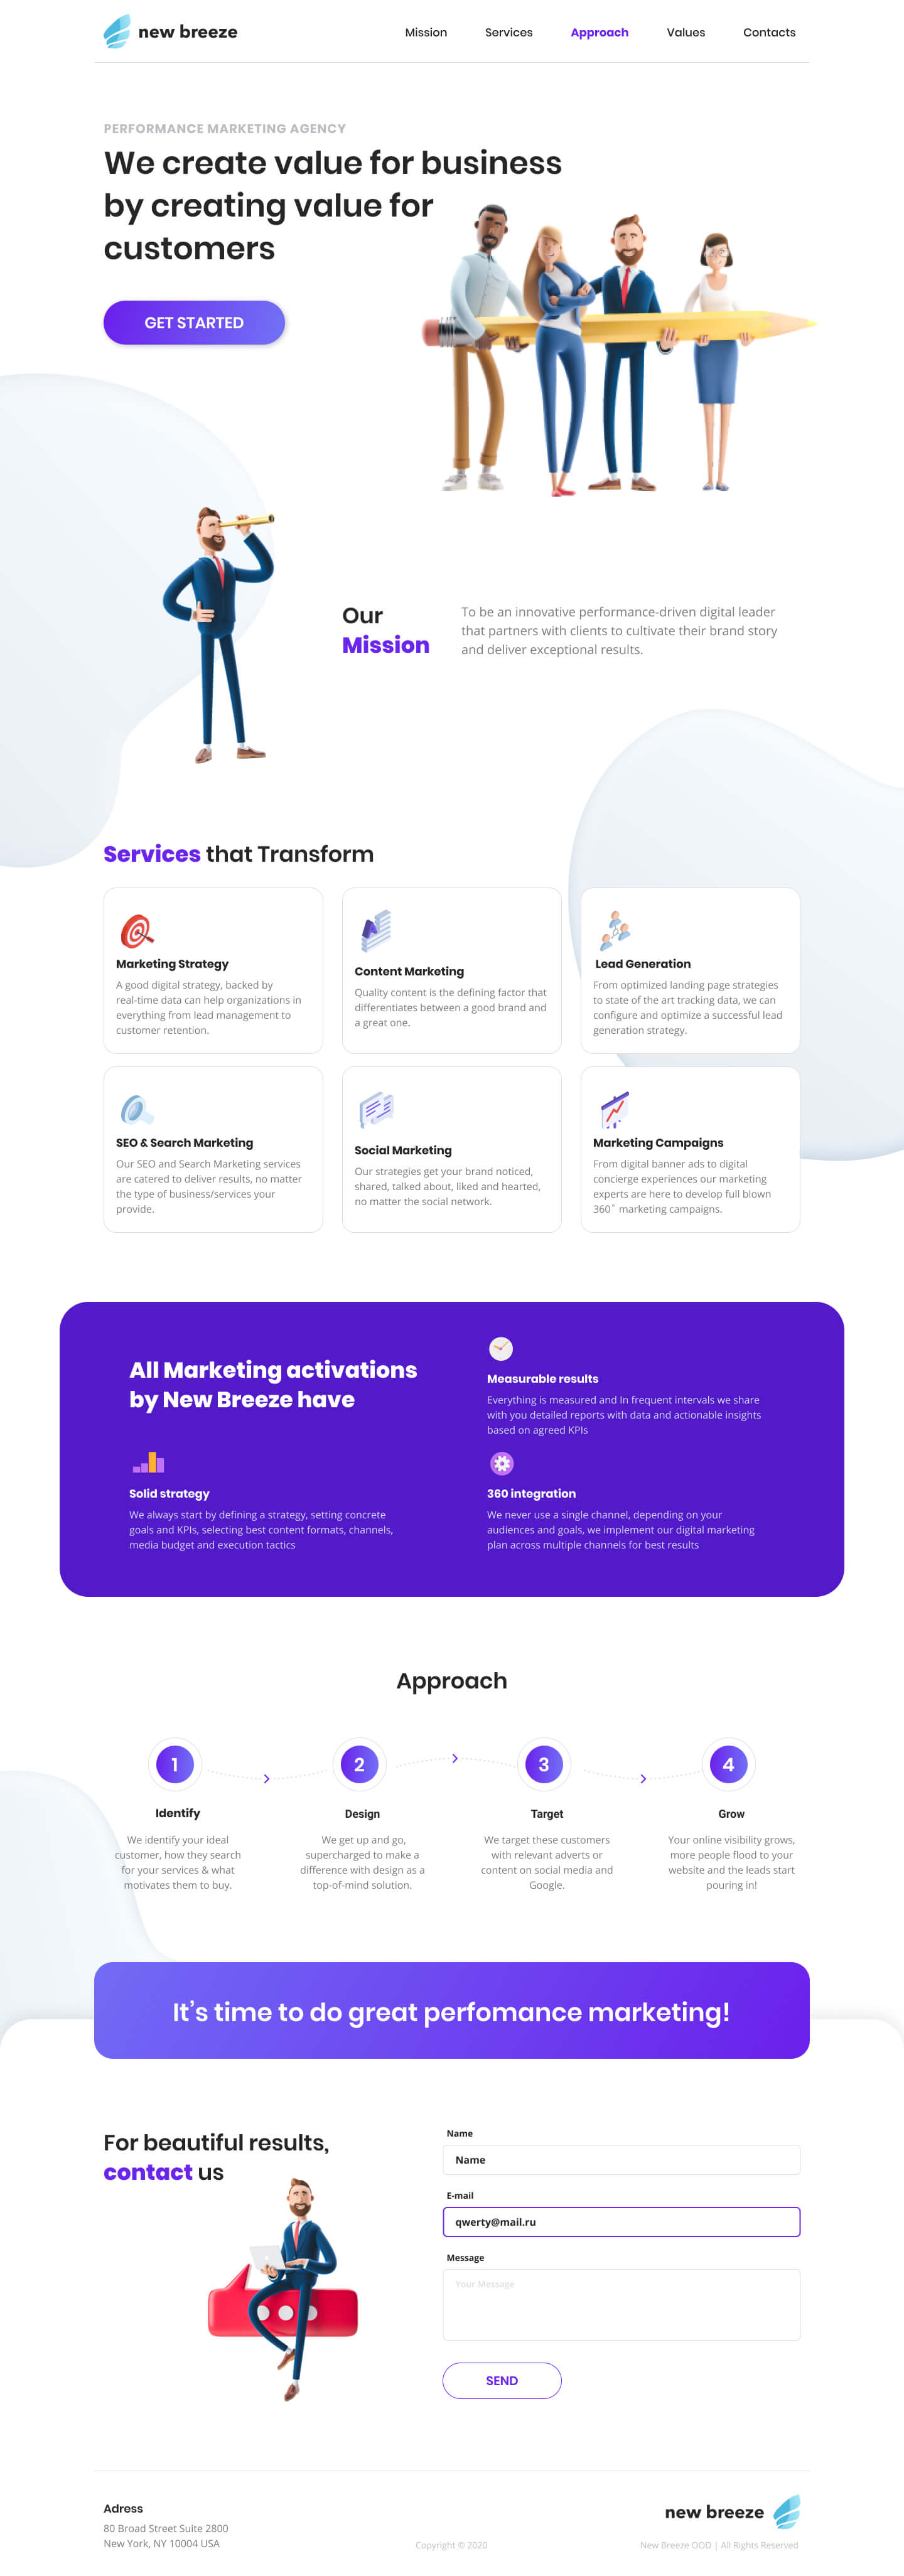 new breeze
Mission
Services
Approach
Values
Contacts
PERFORMANCE MARKETING AGENCY
We create value for business
by creating value for
customers
GET STARTED
Our
Mission
To be an innovative performance-driven digital leader
that partners with clients to cultivate their brand story
and deliver exceptional results.
Services that Transform
Marketing Strategy
A good digital strategy, backed by
real-time data can help organizations in
everything from lead management to
customer retention.
Content Marketing
Quality content is the defining factor that
differentiates between a good brand and
a great one.
Lead Generation
From optimized landing page strategies
to state of the art tracking data, we can
configure and optimize a successful lead
generation strategy.
SEO & Search Marketing
Our SEO and Search Marketing services
are catered to deliver results, no matter
the type of business/services your
provide.
Social Marketing
Our strategies get your brand noticed,
shared, talked about, liked and hearted,
no matter the social network.
Marketing Campaigns
From digital banner ads to digital
concierge experiences our marketing
experts are here to develop full blown
360˚ marketing campaigns.
All Marketing activations
by New Breeze have
Measurable results
Everything is measured and In frequent intervals we share
with you detailed reports with data and actionable insights
based on agreed KPIs
Solid strategy
We always start by defining a strategy, setting concrete
goals and KPIs, selecting best content formats, channels,
media budget and execution tactics
360 integration
We never use a single channel, depending on your
audiences and goals, we implement our digital marketing
plan across multiple channels for best results
Approach
1
2
3
4
Identify
We identify your ideal
customer, how they search
for your services & what
motivates them to buy.
Design
We get up and go,
supercharged to make a
difference with design as a
top-of-mind solution.
Target
We target these customers
with relevant adverts or
content on social media and
Google.
Grow
Your online visibility grows,
more people flood to your
website and the leads start
pouring in!
It's time to do great perfomance marketing!
For beautiful results,
contact us
Name
Name
E-mail
qwerty@mail.ru
Message
Your Message
SEND
Adress
80 Broad Street Suite 2800
New York, NY 10004 USA
Copyright © 2020
new breeze
New Breeze OOD | All Rights Reserved